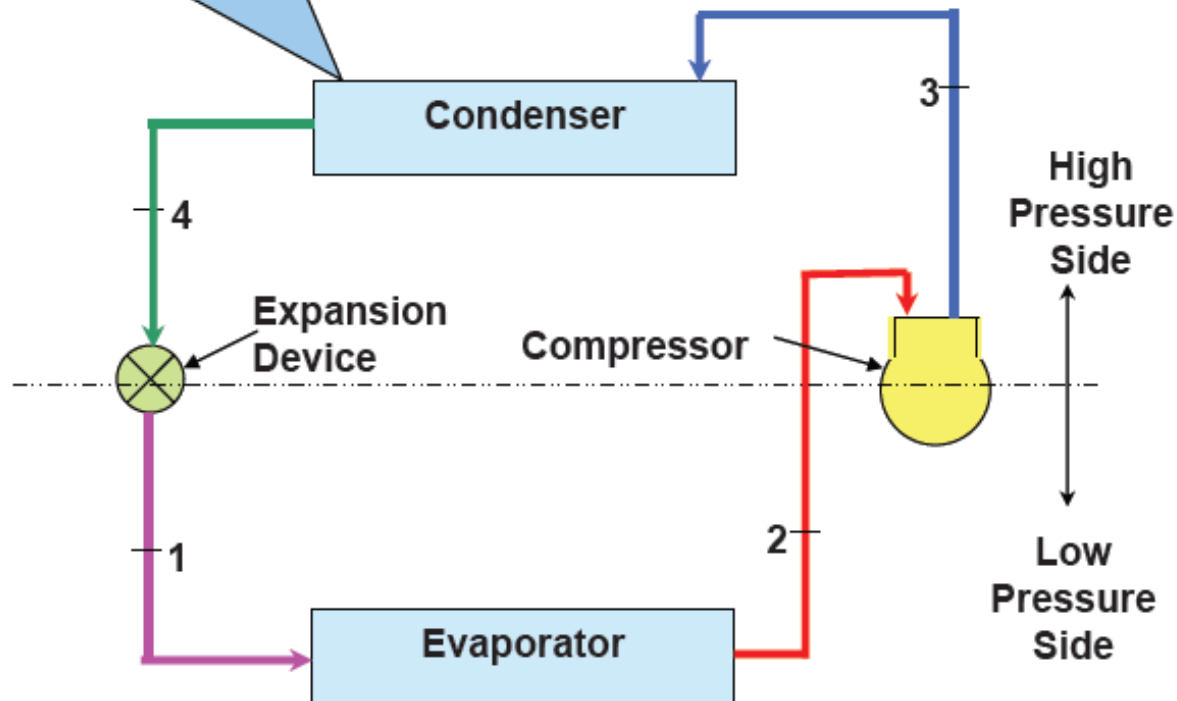 Condenser
3
High
Pressure
Side
4
Expansion
Device
Compressor
2
1
Low
Pressure
Side
Evaporator